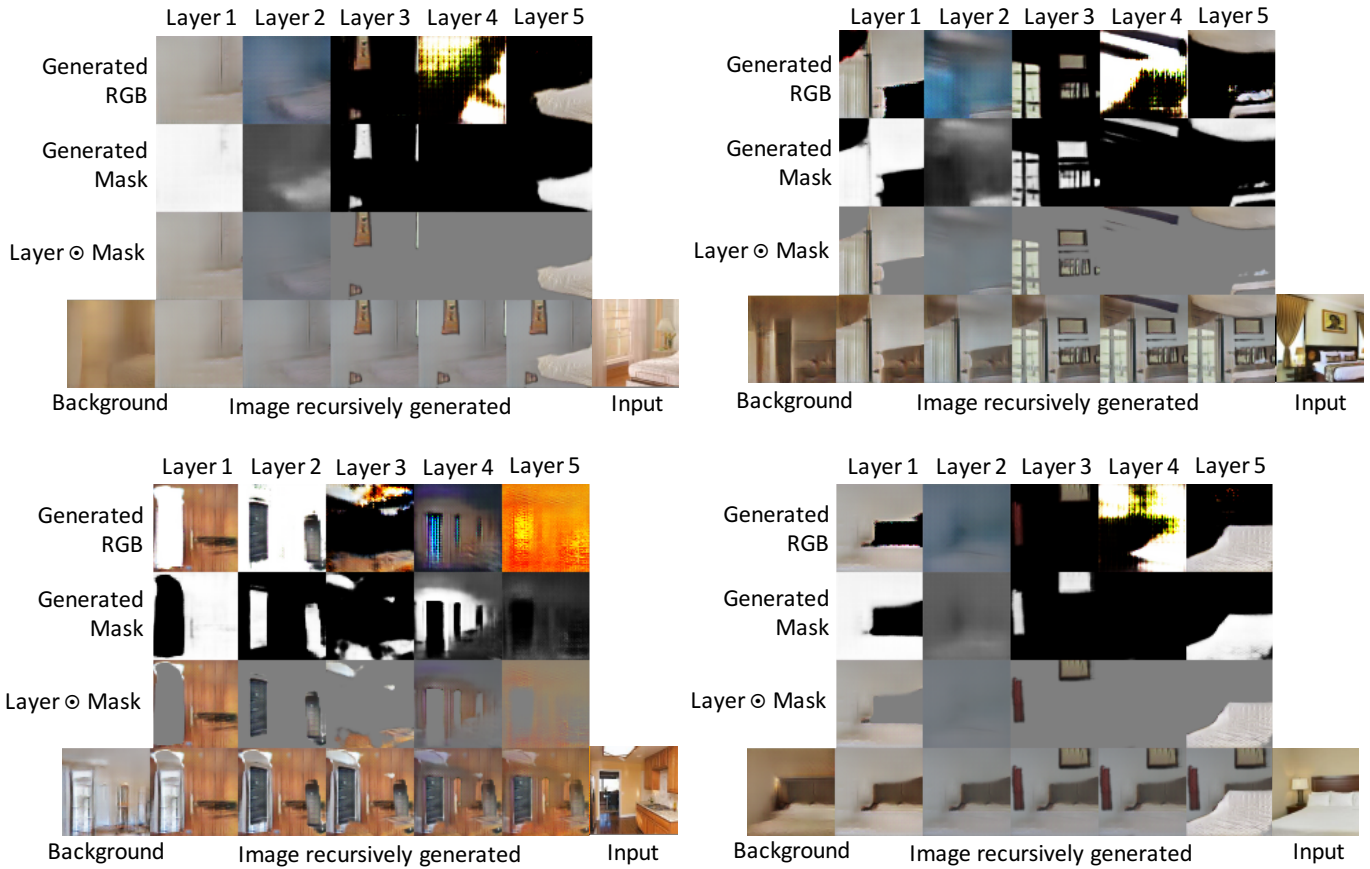 Layer 1 Layer 2 Layer 3 Layer 4 Layer 5
Generated
RGB
Generated
Mask
Layer ⊙ Mask
Background Image recursively generated Input
Layer 1 Layer 2 Layer 3 Layer 4 Layer 5
Generated
RGB
Generated
Mask
Layer ⊙ Mask
Background Image recursively generated Input
Layer 1 Layer 2 Layer 3 Layer 4 Layer 5
Generated
RGB
Generated
Mask
Layer ⊙ Mask
Background Image recursively generated Input
Layer 1 Layer 2 Layer 3 Layer 4 Layer 5
Generated
RGB
Generated
Mask
Layer ⊙ Mask
Background Image recursively generated Input